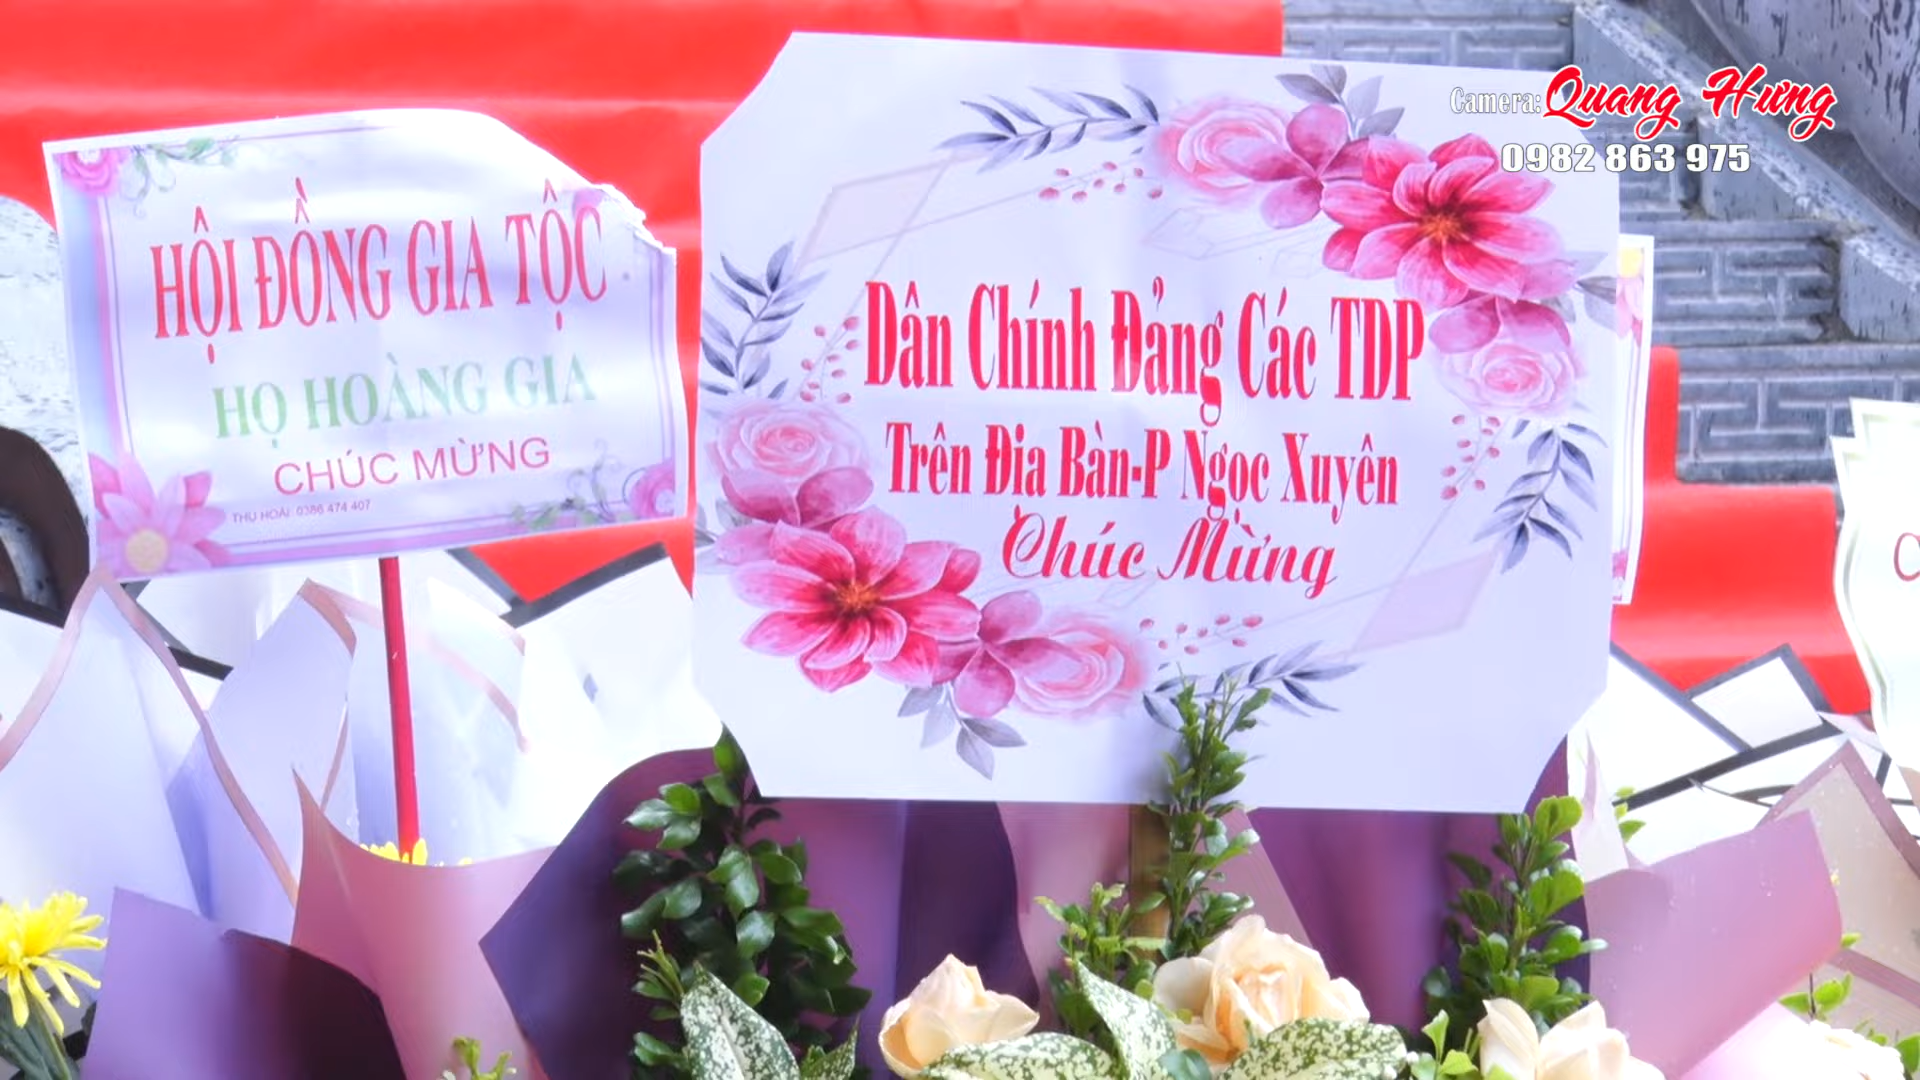 Camera: Quang Hưng
0982 863 975
HỘI ĐỒNG GIA TỘC
HỌ HOÀNG GIA
CHÚC MỪNG
THU HOÀI 0386 474 407
Dân Chính Đảng Các TDP
Trên Địa Bàn-P Ngọc Xuyên
Chúc Mừng
C